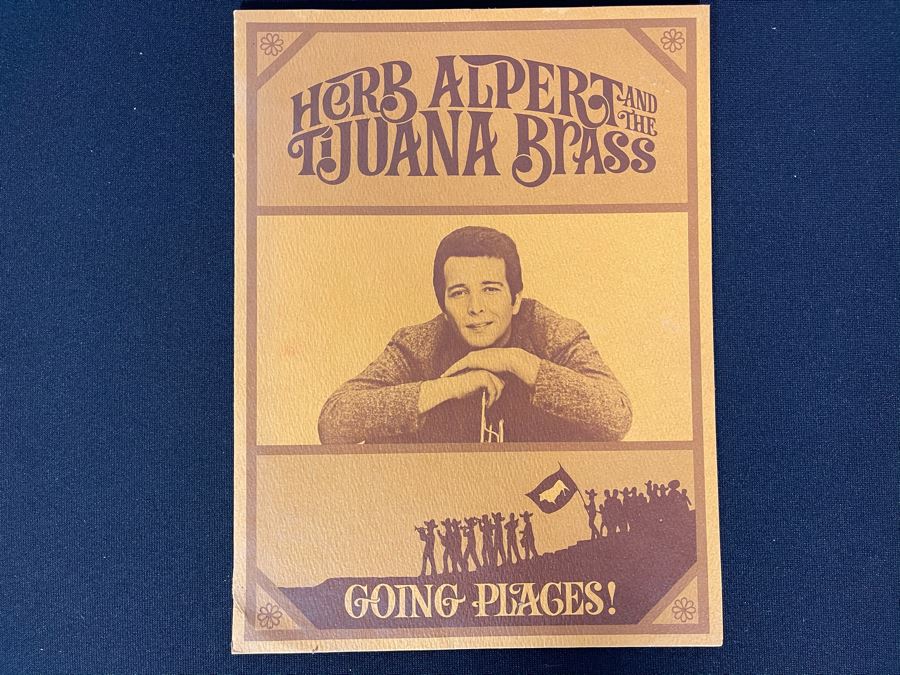 HERB ALPERT AND THE
TIJUANA BRASS
GOING PLACES!